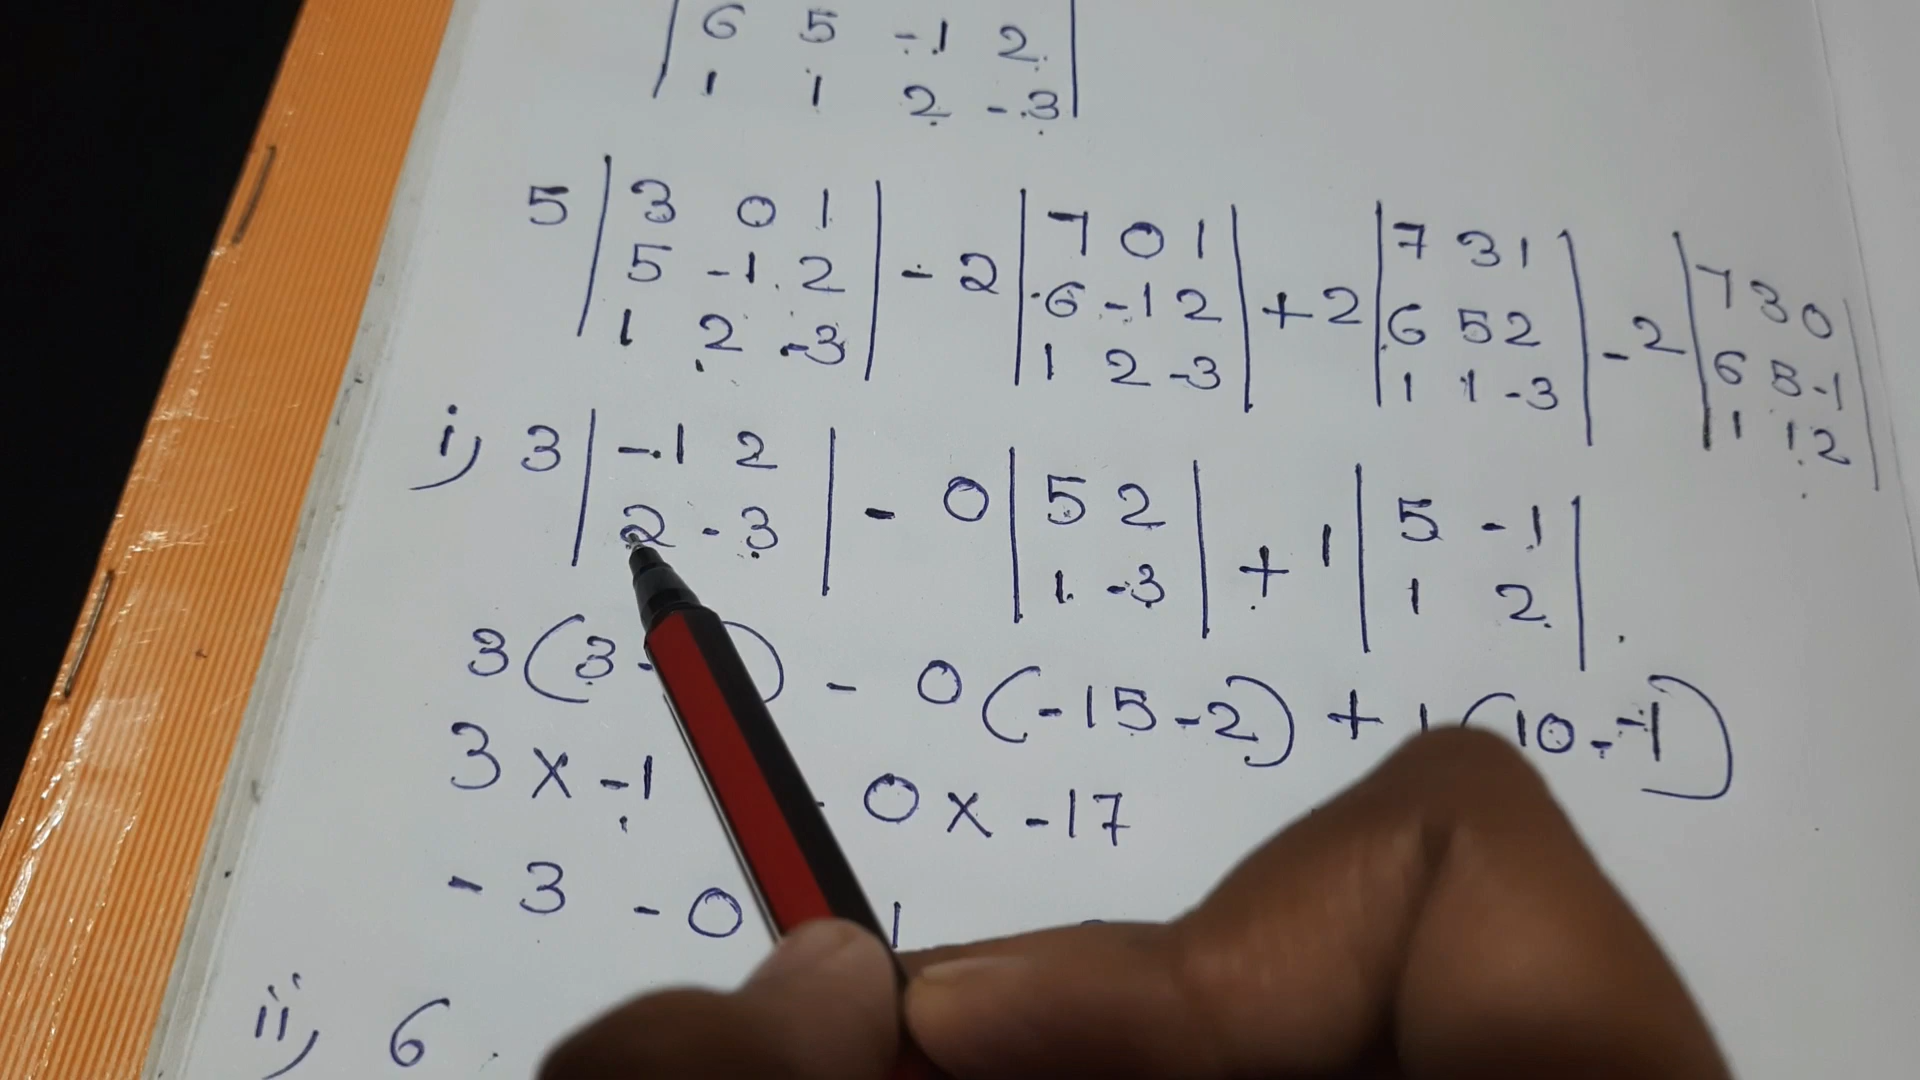 | 6 5 -1 2 |
| 1 1 2 -3 |
5 | 3 0 1 | - 2 | 7 0 1 | + 2 | 7 3 1 | - 2 | 7 3 0 |
| 5 -1 2 | | 6 -1 2 | | 6 5 2 | | 6 5 -1 |
| 1 2 -3 | | 1 2 -3 | | 1 1 -3 | | 1 1 2 |
i) 3 | -1 2 | - 0 | 5 2 | + 1 | 5 -1 |
| 2 -3 | | 1 -3 | | 1 2 |
3 (3 - ) - 0 (-15 - 2) + 1 (10 - -1)
3 x -1 - 0 x -17
- 3 - 0 1
ii) 6